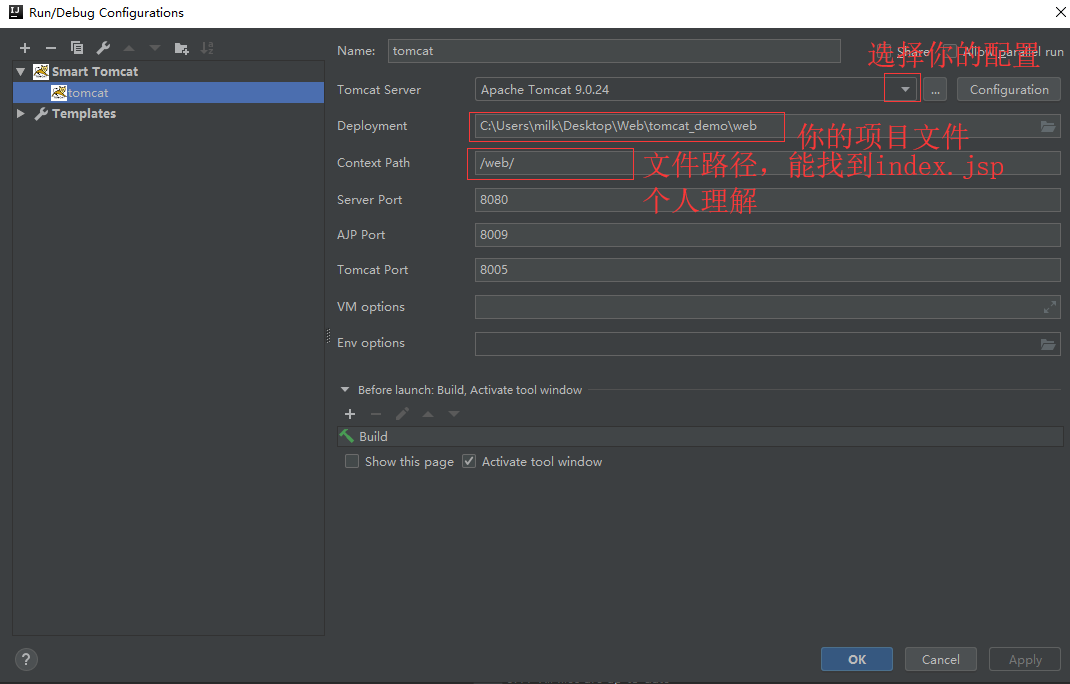 Run/Debug Configurations
Name: tomcat
Share
Allow parallel run
选择你的配置
Smart Tomcat
tomcat
Templates
Tomcat Server Apache Tomcat 9.0.24 ... Configuration
Deployment C:\Users\milk\Desktop\Web\tomcat_demo\web
你的项目文件
Context Path /web/
文件路径，能找到index.jsp
个人理解
Server Port 8080
AJP Port 8009
Tomcat Port 8005
VM options
Env options
Before launch: Build, Activate tool window
Build
Show this page Activate tool window
? OK Cancel Apply